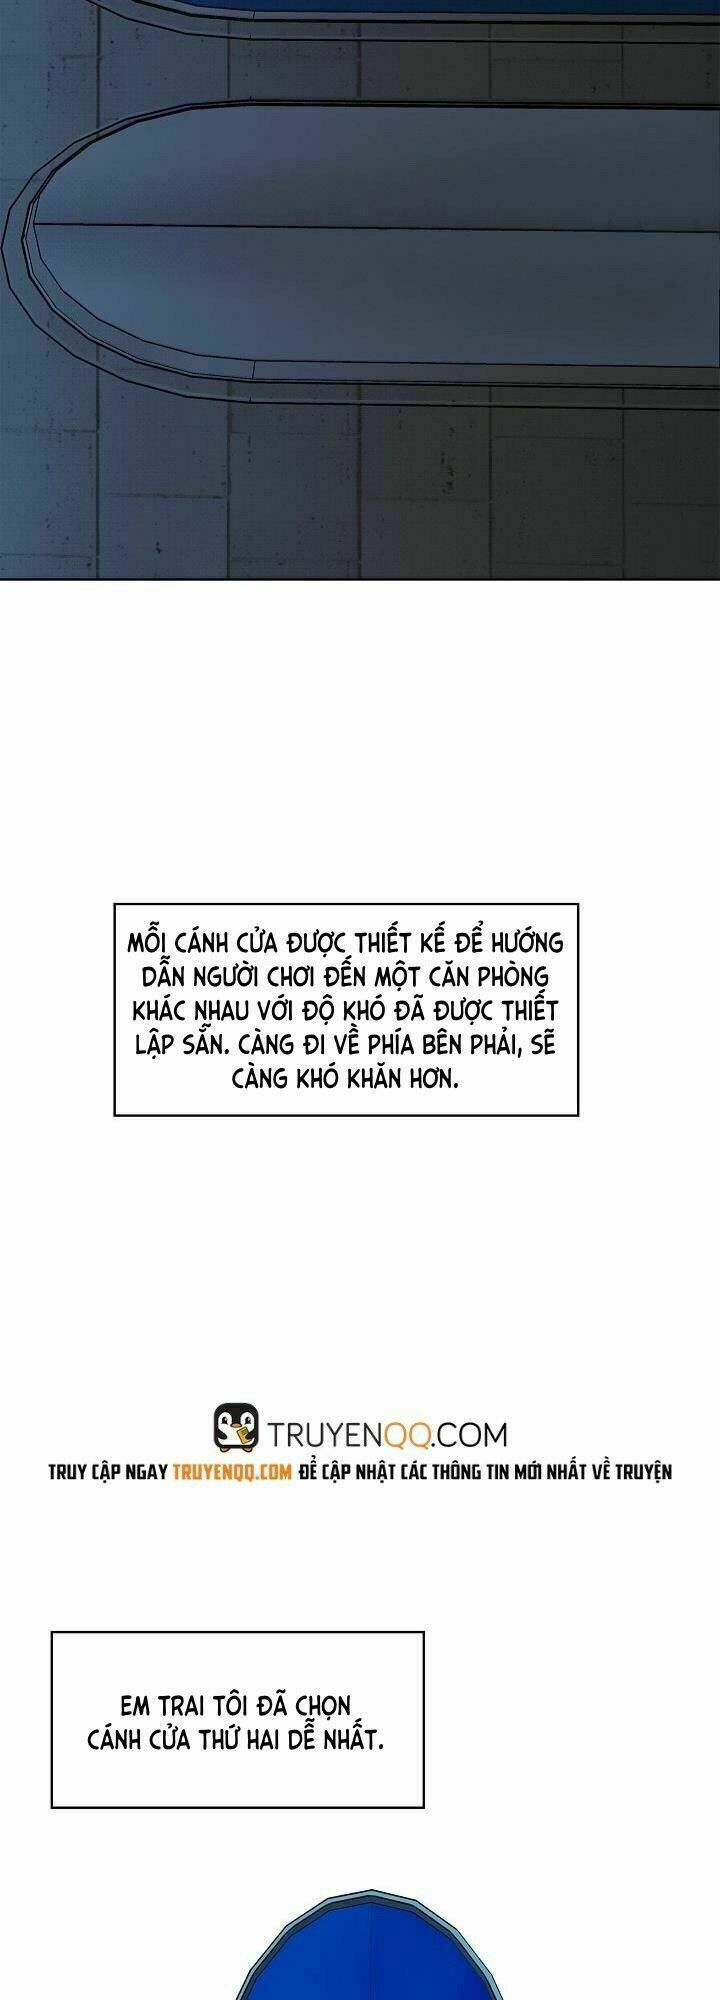 MỖI CÁNH CỬA ĐƯỢC THIẾT KẾ ĐỂ HƯỚNG
DẪN NGƯỜI CHƠI ĐẾN MỘT CĂN PHÒNG
KHÁC NHAU VỚI ĐỘ KHÓ ĐÃ ĐƯỢC THIẾT
LẬP SẴN. CÀNG ĐI VỀ PHÍA BÊN PHẢI, SẼ
CÀNG KHÓ KHĂN HƠN.
TRUYENQQ.COM
TRUY CẬP NGAY TRUYENQQ.COM ĐỂ CẬP NHẬT CÁC THÔNG TIN MỚI NHẤT VỀ TRUYỆN
EM TRAI TÔI ĐÃ CHỌN
CÁNH CỬA THỨ HAI DỄ NHẤT.